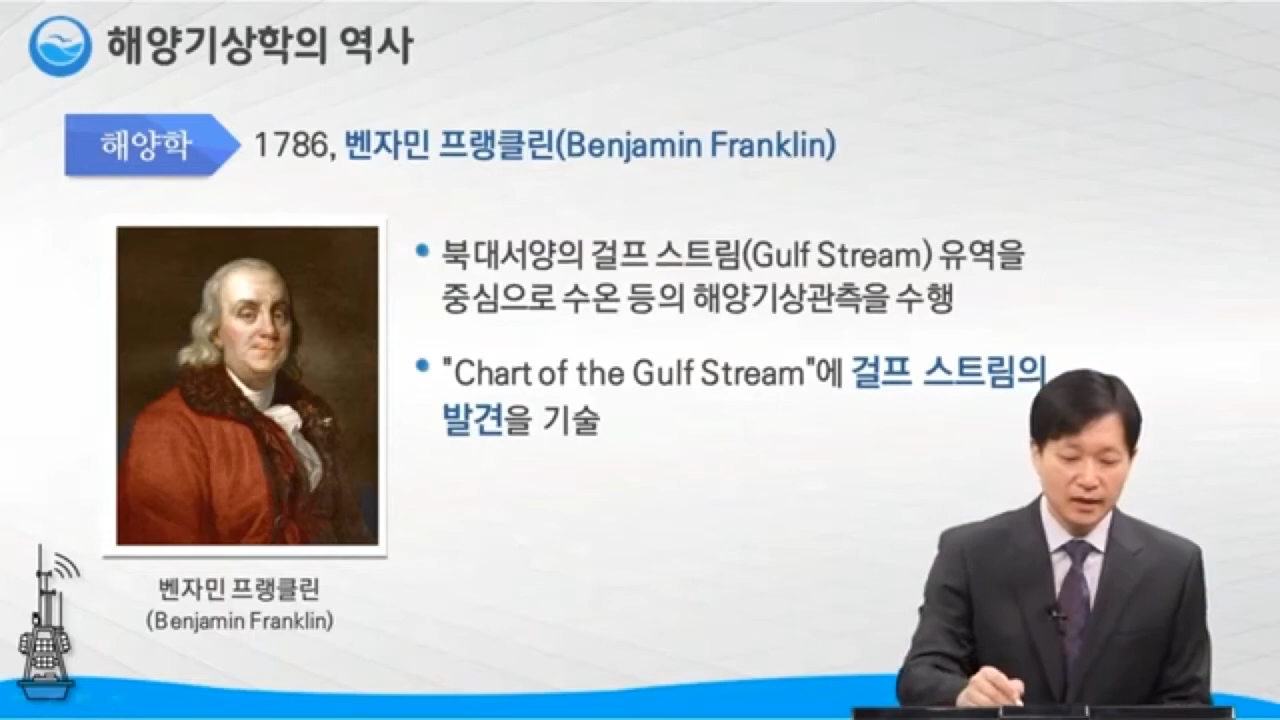 해양기상학의 역사
해양학
1786, 벤자민 프랭클린(Benjamin Franklin)
북대서양의 걸프 스트림(Gulf Stream) 유역을
중심으로 수온 등의 해양기상관측을 수행
"Chart of the Gulf Stream"에 걸프 스트림의
발견을 기술
벤자민 프랭클린
(Benjamin Franklin)